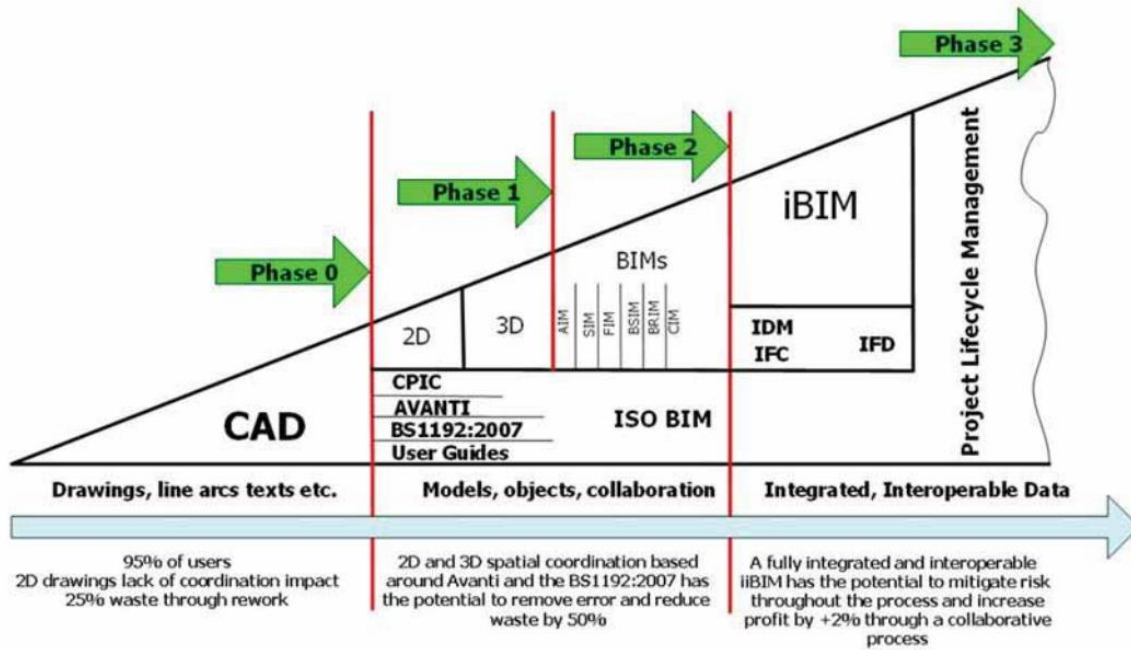 Phase 3
Phase 2
Phase 1
Phase 0
iBIM
BIMs
2D
3D
AIM
SIM
FIM
BSIM
BRIM
CIM
IDM
IFC
IFD
Project Lifecycle Management
CAD
CPIC
AVANTI
BS1192:2007
User Guides
ISO BIM
Drawings, line arcs texts etc.
Models, objects, collaboration
Integrated, Interoperable Data
95% of users
2D drawings lack of coordination impact
25% waste through rework
2D and 3D spatial coordination based
around Avanti and the BS1192:2007 has
the potential to remove error and reduce
waste by 50%
A fully integrated and interoperable
iiBIM has the potential to mitigate risk
throughout the process and increase
profit by +2% through a collaborative
process